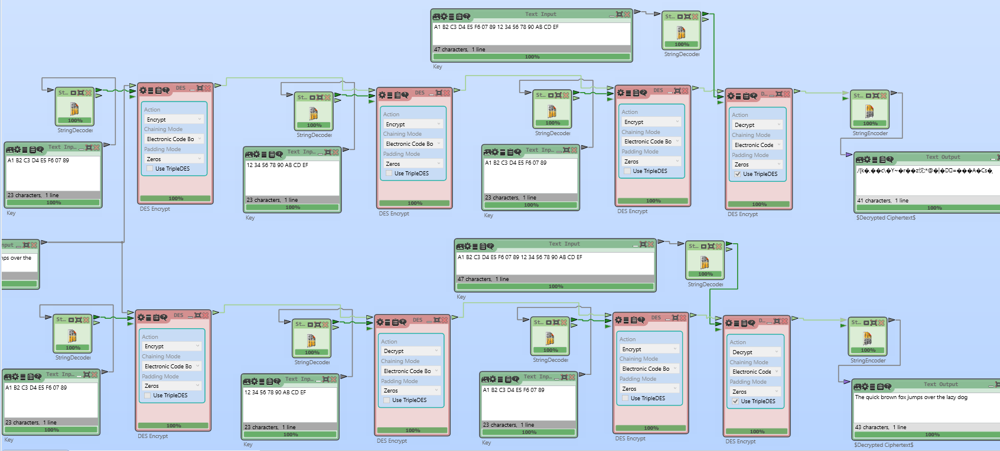 Text Input
A1 B2 C3 D4 E5 F6 07 89 12 34 56 78 90 AB CD EF
47 characters, 1 line
100%
Key
St...
100%
StringDecoder
St...
100%
StringDecoder
DES
Action
Encrypt
Chaining Mode
Electronic Code Bo
Padding Mode
Zeros
Use TripleDES
100%
DES Encrypt
Text Inp...
A1 B2 C3 D4 E5 F6 07 89
23 characters, 1 line
100%
Key
St...
100%
StringDecoder
DES
Action
Encrypt
Chaining Mode
Electronic Code Bo
Padding Mode
Zeros
Use TripleDES
100%
DES Encrypt
Text Inp...
12 34 56 78 90 AB CD EF
23 characters, 1 line
100%
Key
St...
100%
StringDecoder
DES
Action
Encrypt
Chaining Mode
Electronic Code Bo
Padding Mode
Zeros
Use TripleDES
100%
DES Encrypt
Text Inp...
A1 B2 C3 D4 E5 F6 07 89
23 characters, 1 line
100%
Key
D...
Action
Decrypt
Chaining Mode
Electronic Code
Padding Mode
Zeros
Use TripleDES
100%
DES Encrypt
St...
100%
StringEncoder
Text Output
41 characters, 1 line
100%
$Decrypted Ciphertext$
nput
nps over the
Text Input
A1 B2 C3 D4 E5 F6 07 89 12 34 56 78 90 AB CD EF
47 characters, 1 line
100%
Key
St...
100%
StringDecoder
St...
100%
StringDecoder
DES
Action
Encrypt
Chaining Mode
Electronic Code Bo
Padding Mode
Zeros
Use TripleDES
100%
DES Encrypt
Text Inp...
A1 B2 C3 D4 E5 F6 07 89
23 characters, 1 line
100%
Key
St...
100%
StringDecoder
DES
Action
Decrypt
Chaining Mode
Electronic Code Bo
Padding Mode
Zeros
Use TripleDES
100%
DES Encrypt
Text Inp...
12 34 56 78 90 AB CD EF
23 characters, 1 line
100%
Key
St...
100%
StringDecoder
DES
Action
Encrypt
Chaining Mode
Electronic Code Bo
Padding Mode
Zeros
Use TripleDES
100%
DES Encrypt
Text Inp...
A1 B2 C3 D4 E5 F6 07 89
23 characters, 1 line
100%
Key
D...
Action
Decrypt
Chaining Mode
Electronic Code
Padding Mode
Zeros
Use TripleDES
100%
DES Encrypt
St...
100%
StringEncoder
Text Output
The quick brown fox jumps over the lazy dog
43 characters, 1 line
100%
$Decrypted Ciphertext$